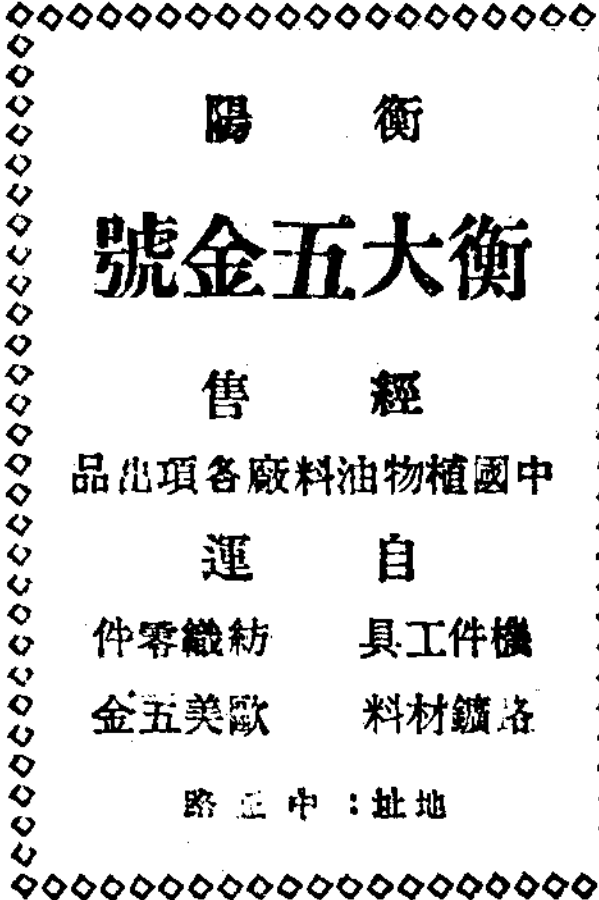 衡陽
衡大五金號
經售
中國植物油料廠各項出品
自運
機件工具 紡織零件
路鑛材料 歐美五金
地址：中正路